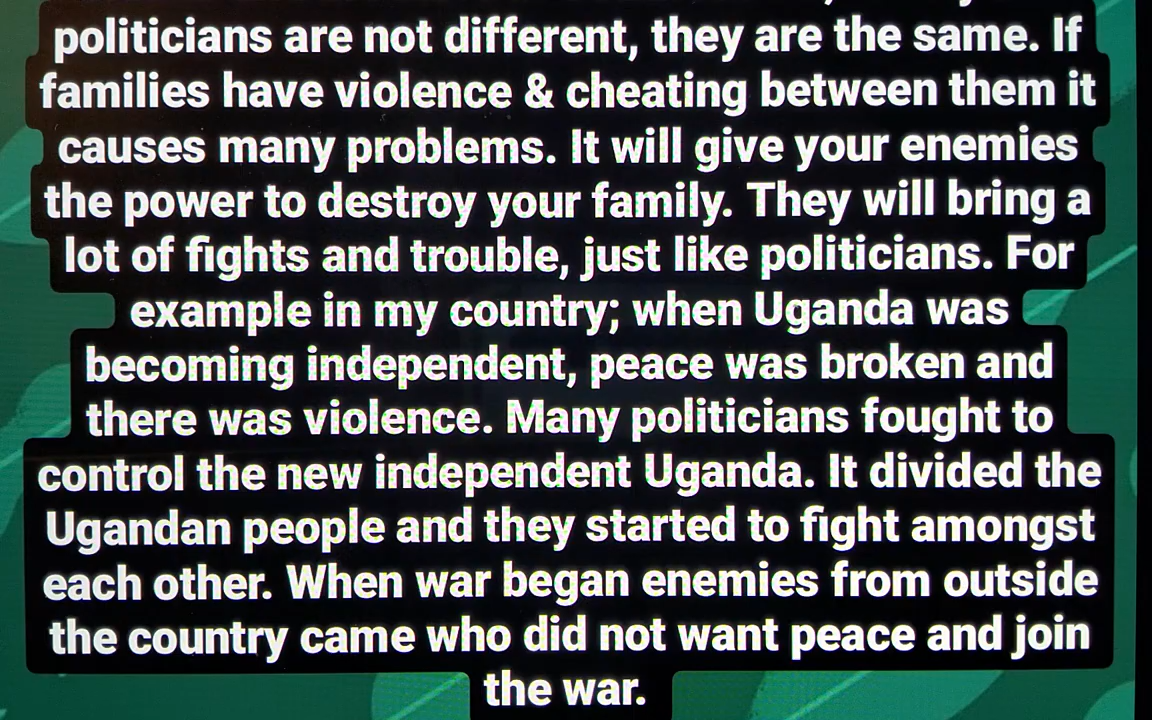 politicians are not different, they are the same. If
families have violence & cheating between them it
causes many problems. It will give your enemies
the power to destroy your family. They will bring a
lot of fights and trouble, just like politicians. For
example in my country; when Uganda was
becoming independent, peace was broken and
there was violence. Many politicians fought to
control the new independent Uganda. It divided the
Ugandan people and they started to fight amongst
each other. When war began enemies from outside
the country came who did not want peace and join
the war.